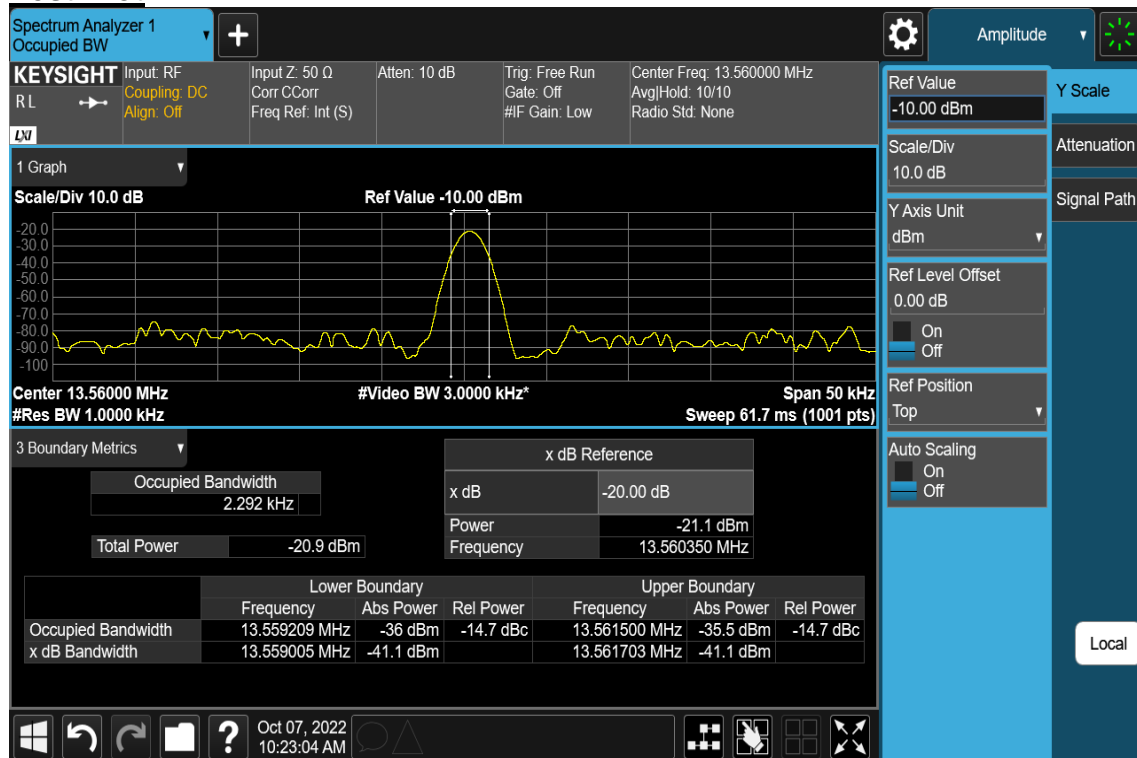 Spectrum Analyzer 1
Occupied BW
+
Amplitude
KEYSIGHT
RL
LXI
Input: RF
Coupling: DC
Align: Off
Input Z: 50 Ω
Corr CCorr
Freq Ref: Int (S)
Atten: 10 dB
Trig: Free Run
Gate: Off
#IF Gain: Low
Center Freq: 13.560000 MHz
Avg|Hold: 10/10
Radio Std: None
1 Graph
Scale/Div 10.0 dB
Ref Value -10.00 dBm
-20.0
-30.0
-40.0
-50.0
-60.0
-70.0
-80.0
-90.0
-100
Center 13.56000 MHz
#Video BW 3.0000 kHz*
Span 50 kHz
#Res BW 1.0000 kHz
Sweep 61.7 ms (1001 pts)
3 Boundary Metrics
Occupied Bandwidth
2.292 kHz
Total Power -20.9 dBm
x dB Reference
x dB -20.00 dB
Power -21.1 dBm
Frequency 13.560350 MHz
Lower Boundary Upper Boundary
Frequency Abs Power Rel Power Frequency Abs Power Rel Power
Occupied Bandwidth 13.559209 MHz -36 dBm -14.7 dBc 13.561500 MHz -35.5 dBm -14.7 dBc
x dB Bandwidth 13.559005 MHz -41.1 dBm 13.561703 MHz -41.1 dBm
?
Oct 07, 2022
10:23:04 AM
Ref Value
-10.00 dBm
Scale/Div
10.0 dB
Y Axis Unit
dBm
Ref Level Offset
0.00 dB
On
Off
Ref Position
Top
Auto Scaling
On
Off
Y Scale
Attenuation
Signal Path
Local